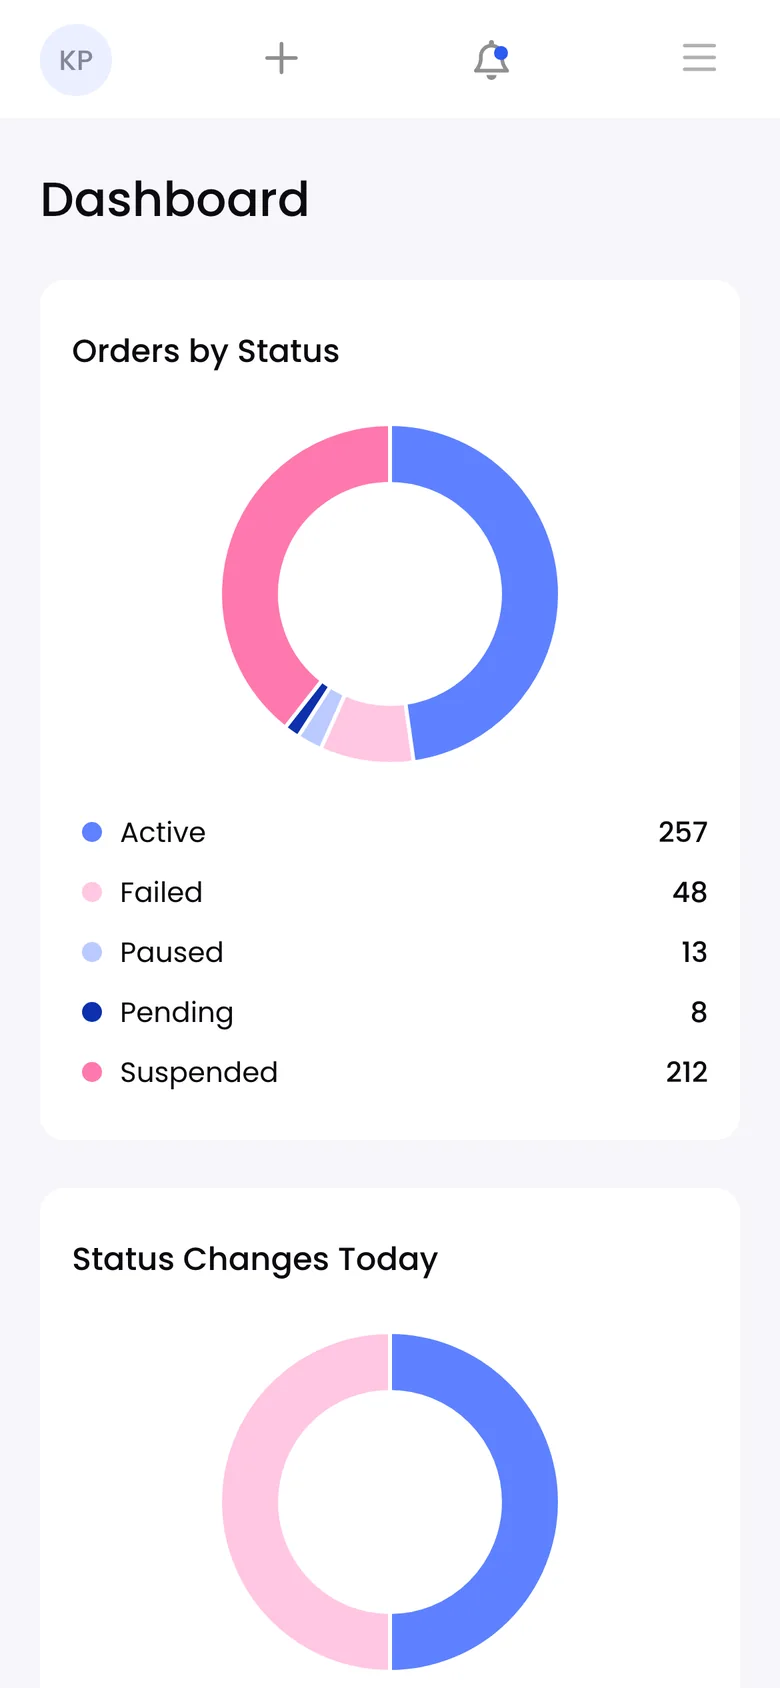 KP
Dashboard
Orders by Status
Active 257
Failed 48
Paused 13
Pending 8
Suspended 212
Status Changes Today